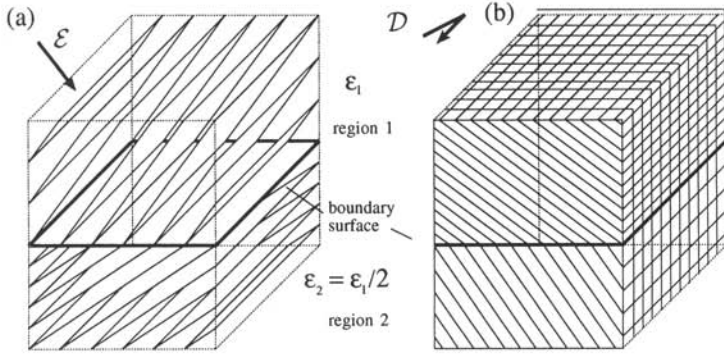 (a)
ℰ
ε₁
region 1
boundary
surface
ε₂ = ε₁/2
region 2
𝒟
(b)